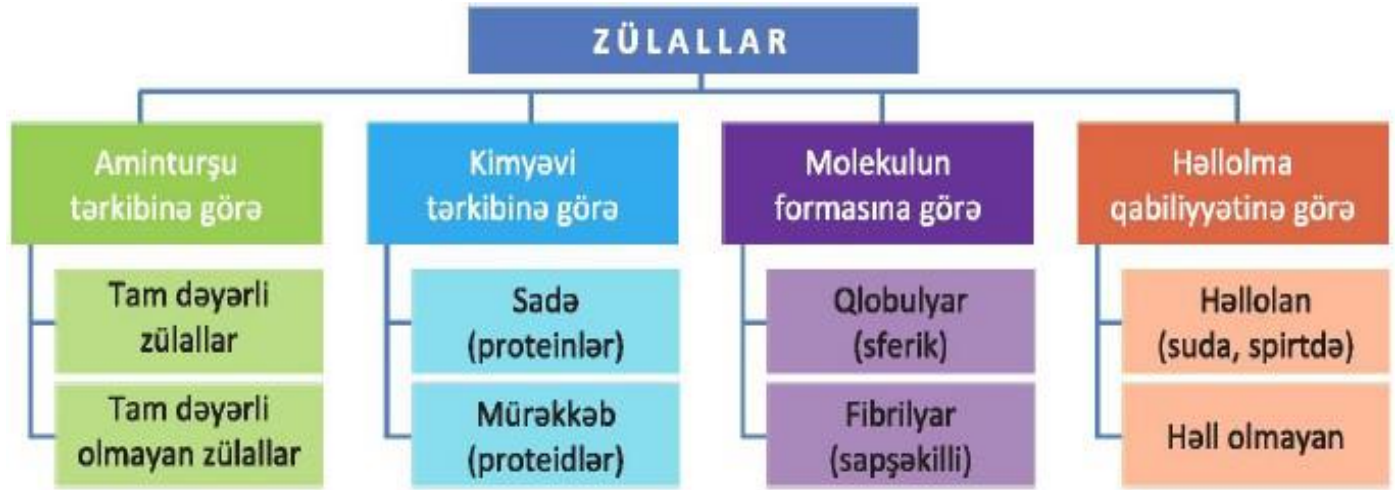 ZÜLALLAR
Aminturşu
tərkibinə görə
Tam dəyərli
zülallar
Tam dəyərli
olmayan zülallar
Kimyəvi
tərkibinə görə
Sadə
(proteinlər)
Mürəkkəb
(proteidlər)
Molekulun
formasına görə
Qlobulyar
(sferik)
Fibrilyar
(sapşəkilli)
Həllolma
qabiliyyətinə görə
Həllolan
(suda, spirtdə)
Həll olmayan